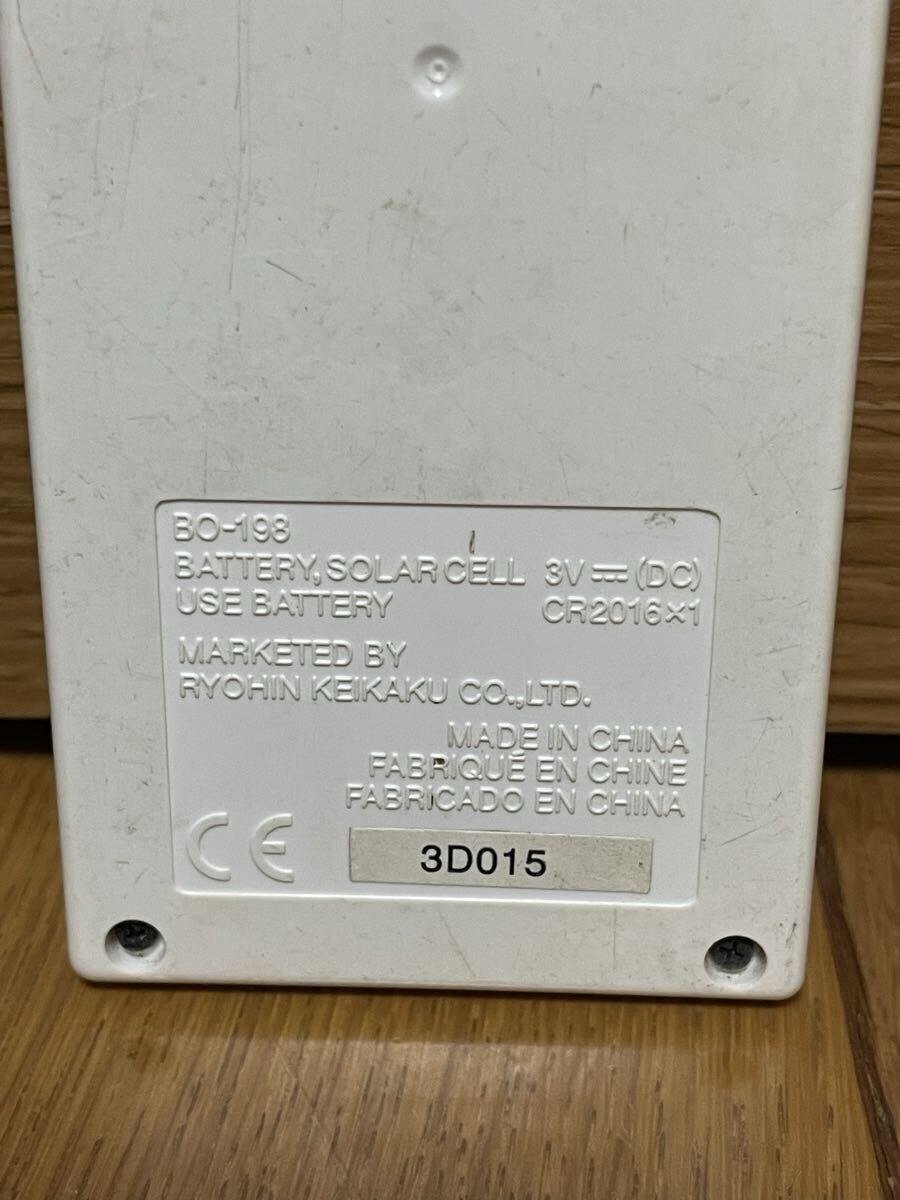 BO-198
BATTERY, SOLAR CELL 3V ⎓ (DC)
USE BATTERY CR2016×1
MARKETED BY
RYOHIN KEIKAKU CO.,LTD.
MADE IN CHINA
FABRIQUÉ EN CHINE
FABRICADO EN CHINA
CE
3D015